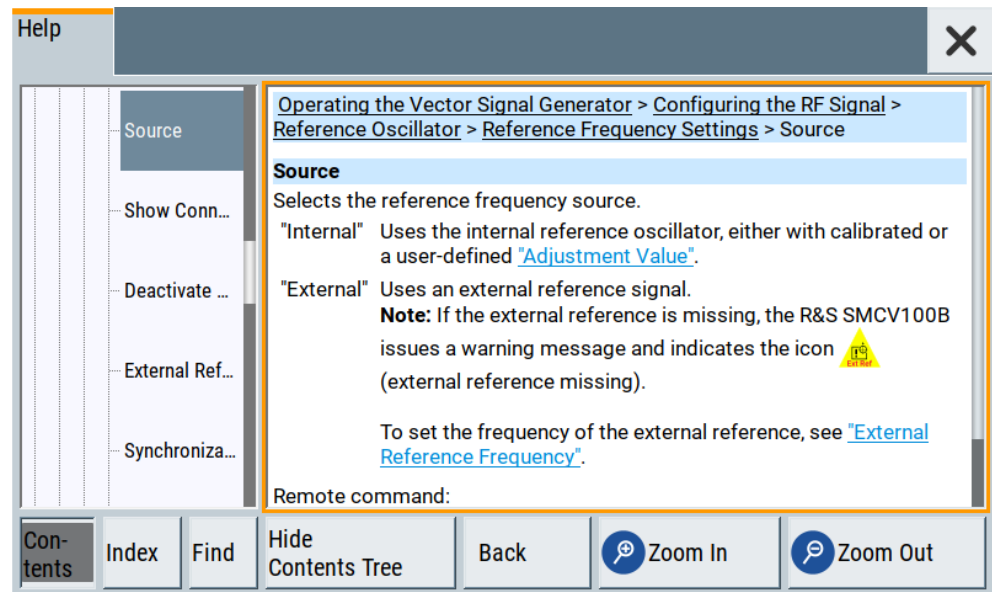 Help
Source
Show Conn...
Deactivate ...
External Ref...
Synchroniza...
Operating the Vector Signal Generator > Configuring the RF Signal >
Reference Oscillator > Reference Frequency Settings > Source
Source
Selects the reference frequency source.
"Internal" Uses the internal reference oscillator, either with calibrated or
a user-defined "Adjustment Value".
"External" Uses an external reference signal.
Note: If the external reference is missing, the R&S SMCV100B
issues a warning message and indicates the icon
Ext Ref
(external reference missing).
To set the frequency of the external reference, see "External
Reference Frequency".
Remote command:
Con-
tents
Index
Find
Hide
Contents Tree
Back
Zoom In
Zoom Out